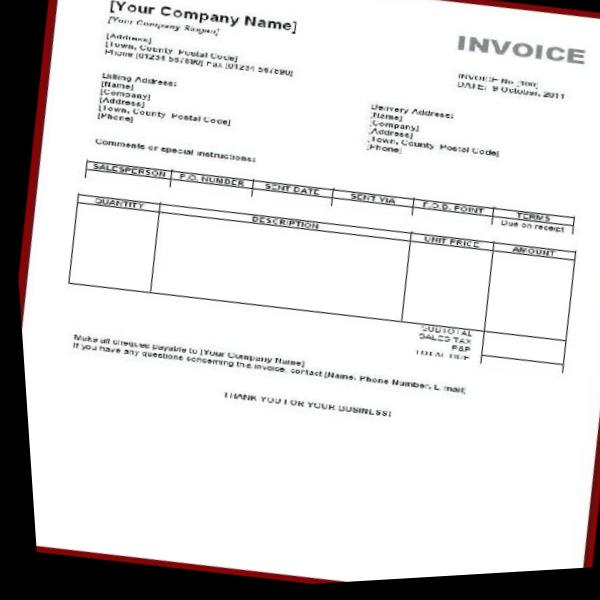 [Your Company Name]
[Your Company Slogan]
INVOICE
[Address]
[Town, County Postal Code]
Phone [01234 567890] Fax [01234 567890]
INVOICE No [100]
DATE: 9 October, 2011
Billing Address:
[Name]
[Company]
[Address]
[Town, County Postal Code]
[Phone]
Delivery Address:
[Name]
[Company]
[Address]
[Town, County Postal Code]
[Phone]
Comments or special instructions:
SALESPERSON P.O. NUMBER SENT DATE SENT VIA F.O.B. POINT TERMS
Due on receipt
QUANTITY DESCRIPTION UNIT PRICE AMOUNT
SUBTOTAL
SALES TAX
P&P
TOTAL DUE
Make all cheques payable to [Your Company Name]
If you have any questions concerning the invoice, contact [Name, Phone Number, E-mail]
THANK YOU FOR YOUR BUSINESS!